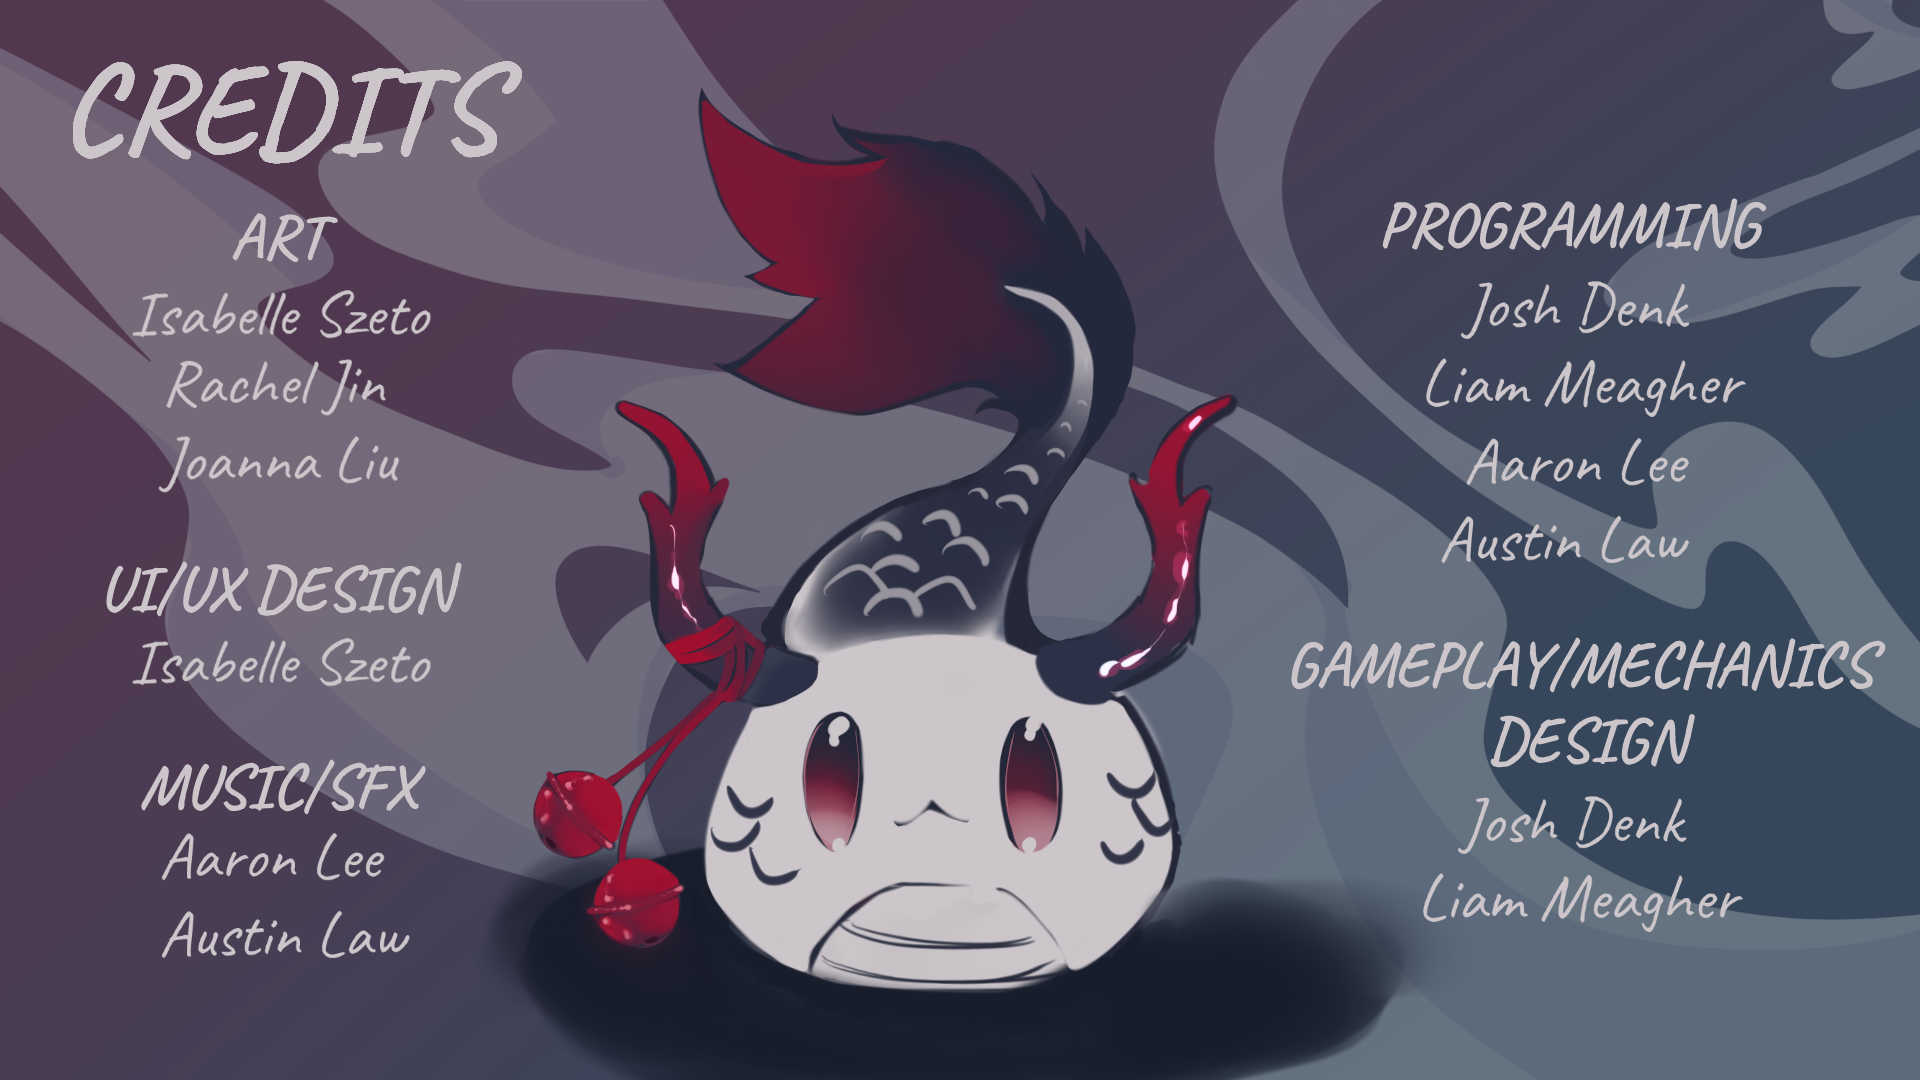 CREDITS
ART
Isabelle Szeto
Rachel Jin
Joanna Liu
UI/UX DESIGN
Isabelle Szeto
MUSIC/SFX
Aaron Lee
Austin Law
PROGRAMMING
Josh Denk
Liam Meagher
Aaron Lee
Austin Law
GAMEPLAY/MECHANICS
DESIGN
Josh Denk
Liam Meagher